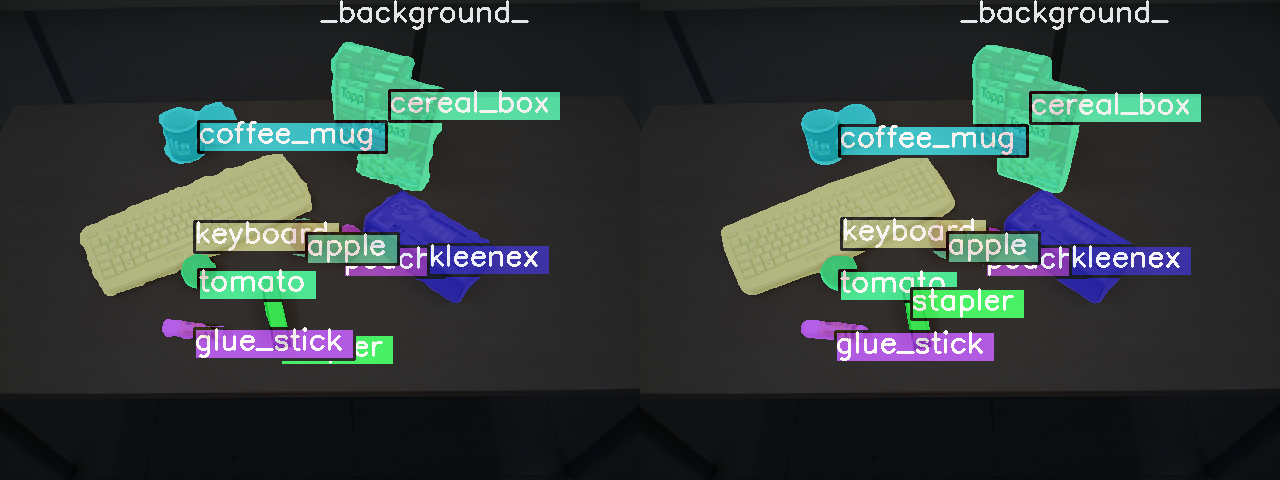 _background_
_background_
cereal_box
cereal_box
coffee_mug
coffee_mug
keyboard
keyboard
apple
apple
kleenex
kleenex
tomato
tomato
stapler
glue_stick
glue_stick